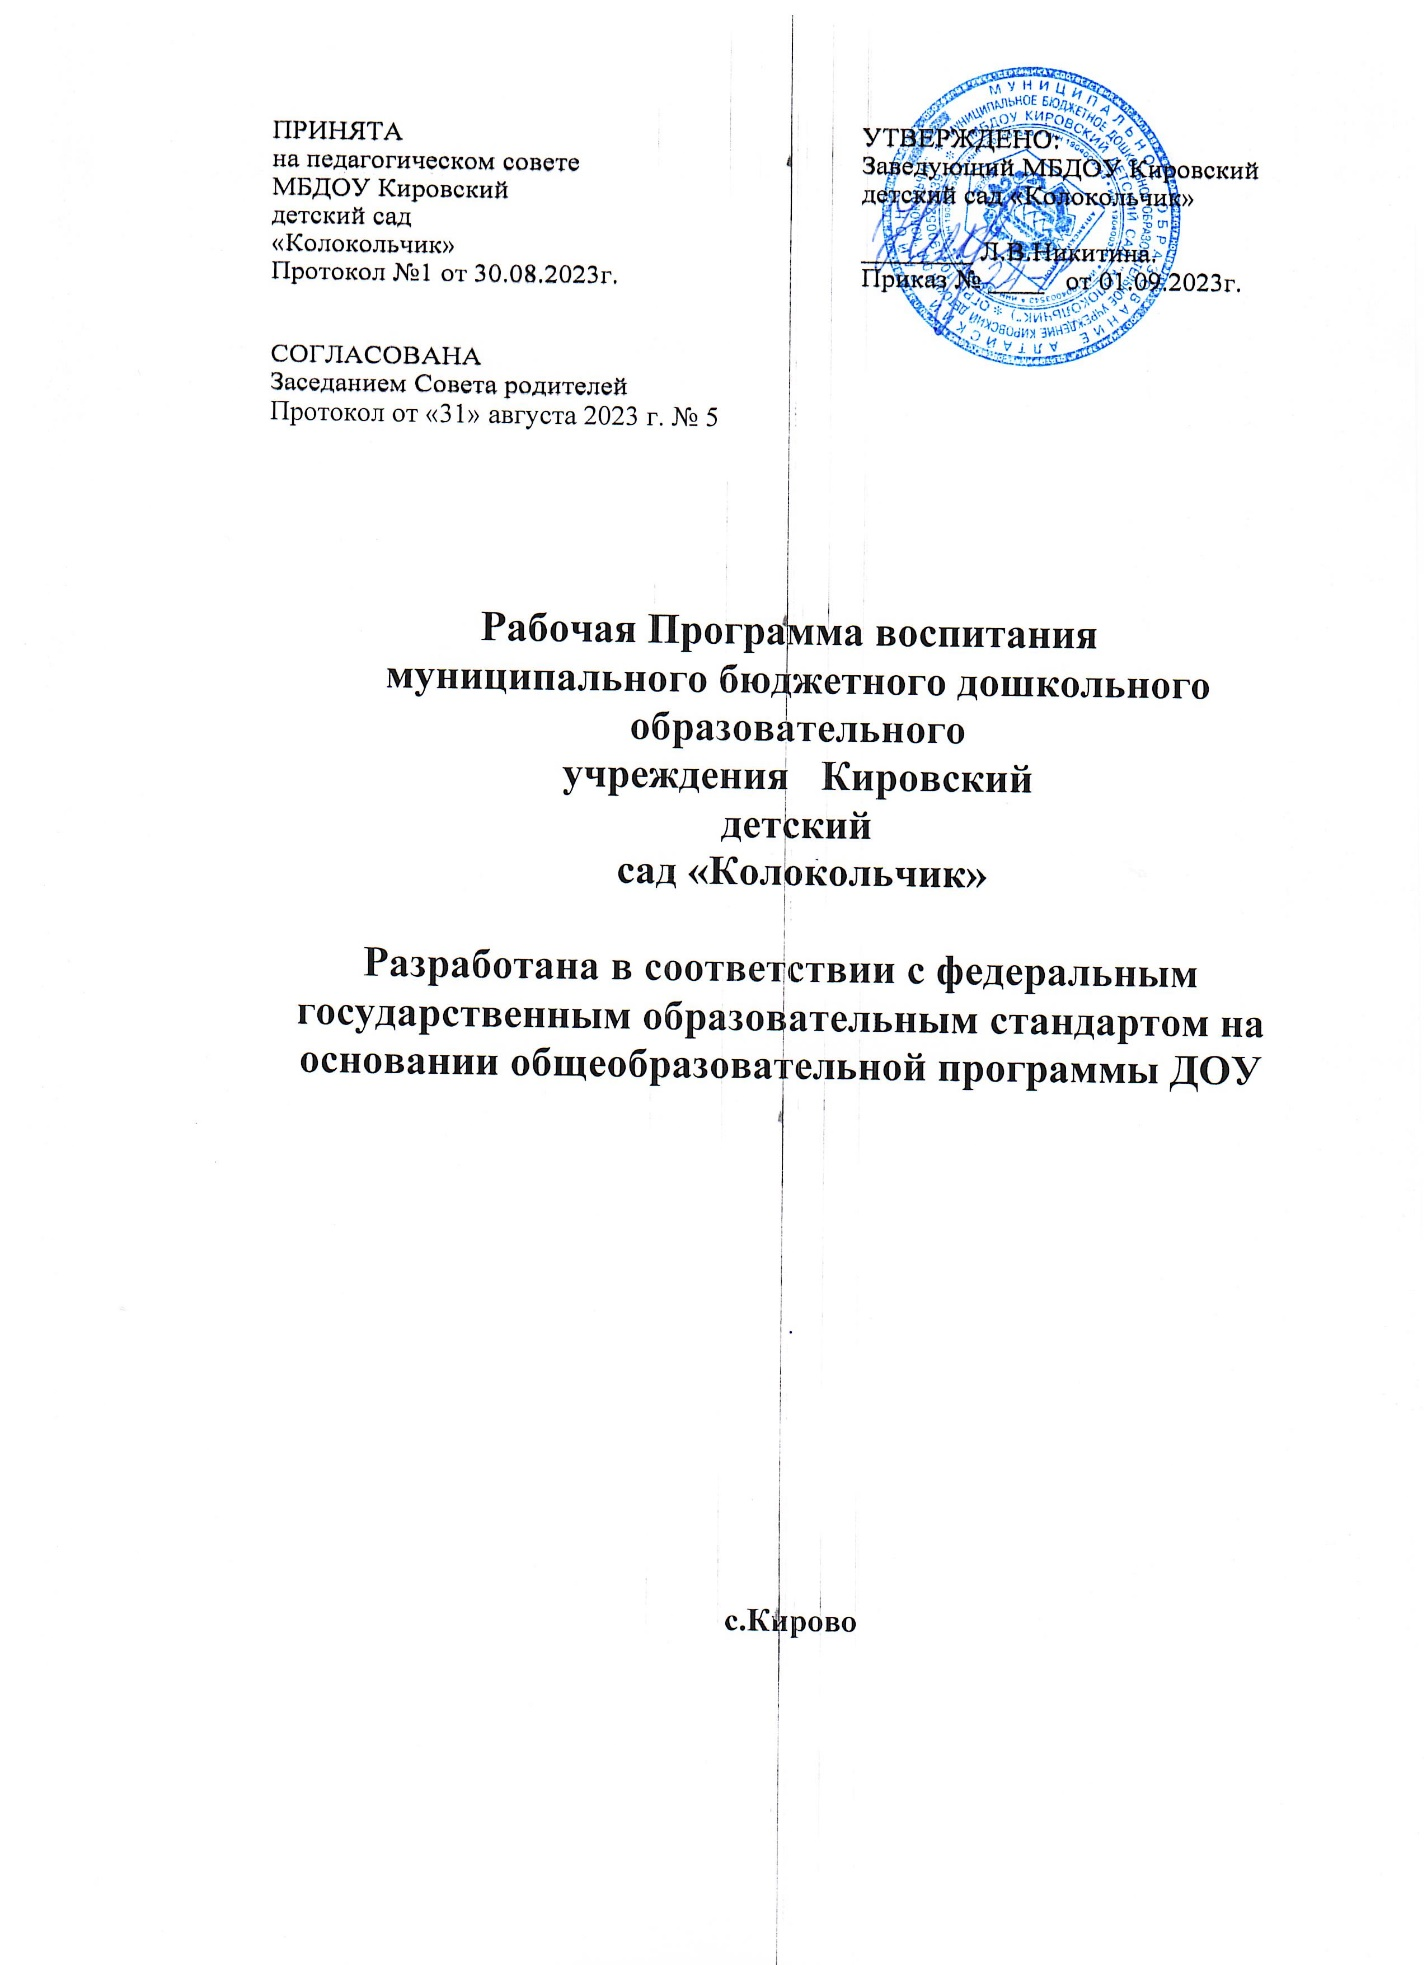 ПРИНЯТА
на педагогическом совете
МБДОУ Кировский
детский сад
«Колокольчик»
Протокол №1 от 30.08.2023г.
СОГЛАСОВАНА
Заседанием Совета родителей
Протокол от «31» августа 2023 г. № 5
УТВЕРЖДЕНО:
Заведующий МБДОУ Кировский
детский сад «Колокольчик»
________ Л.В.Никитина.
Приказ № ____ от 01.09.2023г.
Рабочая Программа воспитания
муниципального бюджетного дошкольного
образовательного
учреждения Кировский
детский
сад «Колокольчик»
Разработана в соответствии с федеральным
государственным образовательным стандартом на
основании общеобразовательной программы ДОУ
с.Кирово